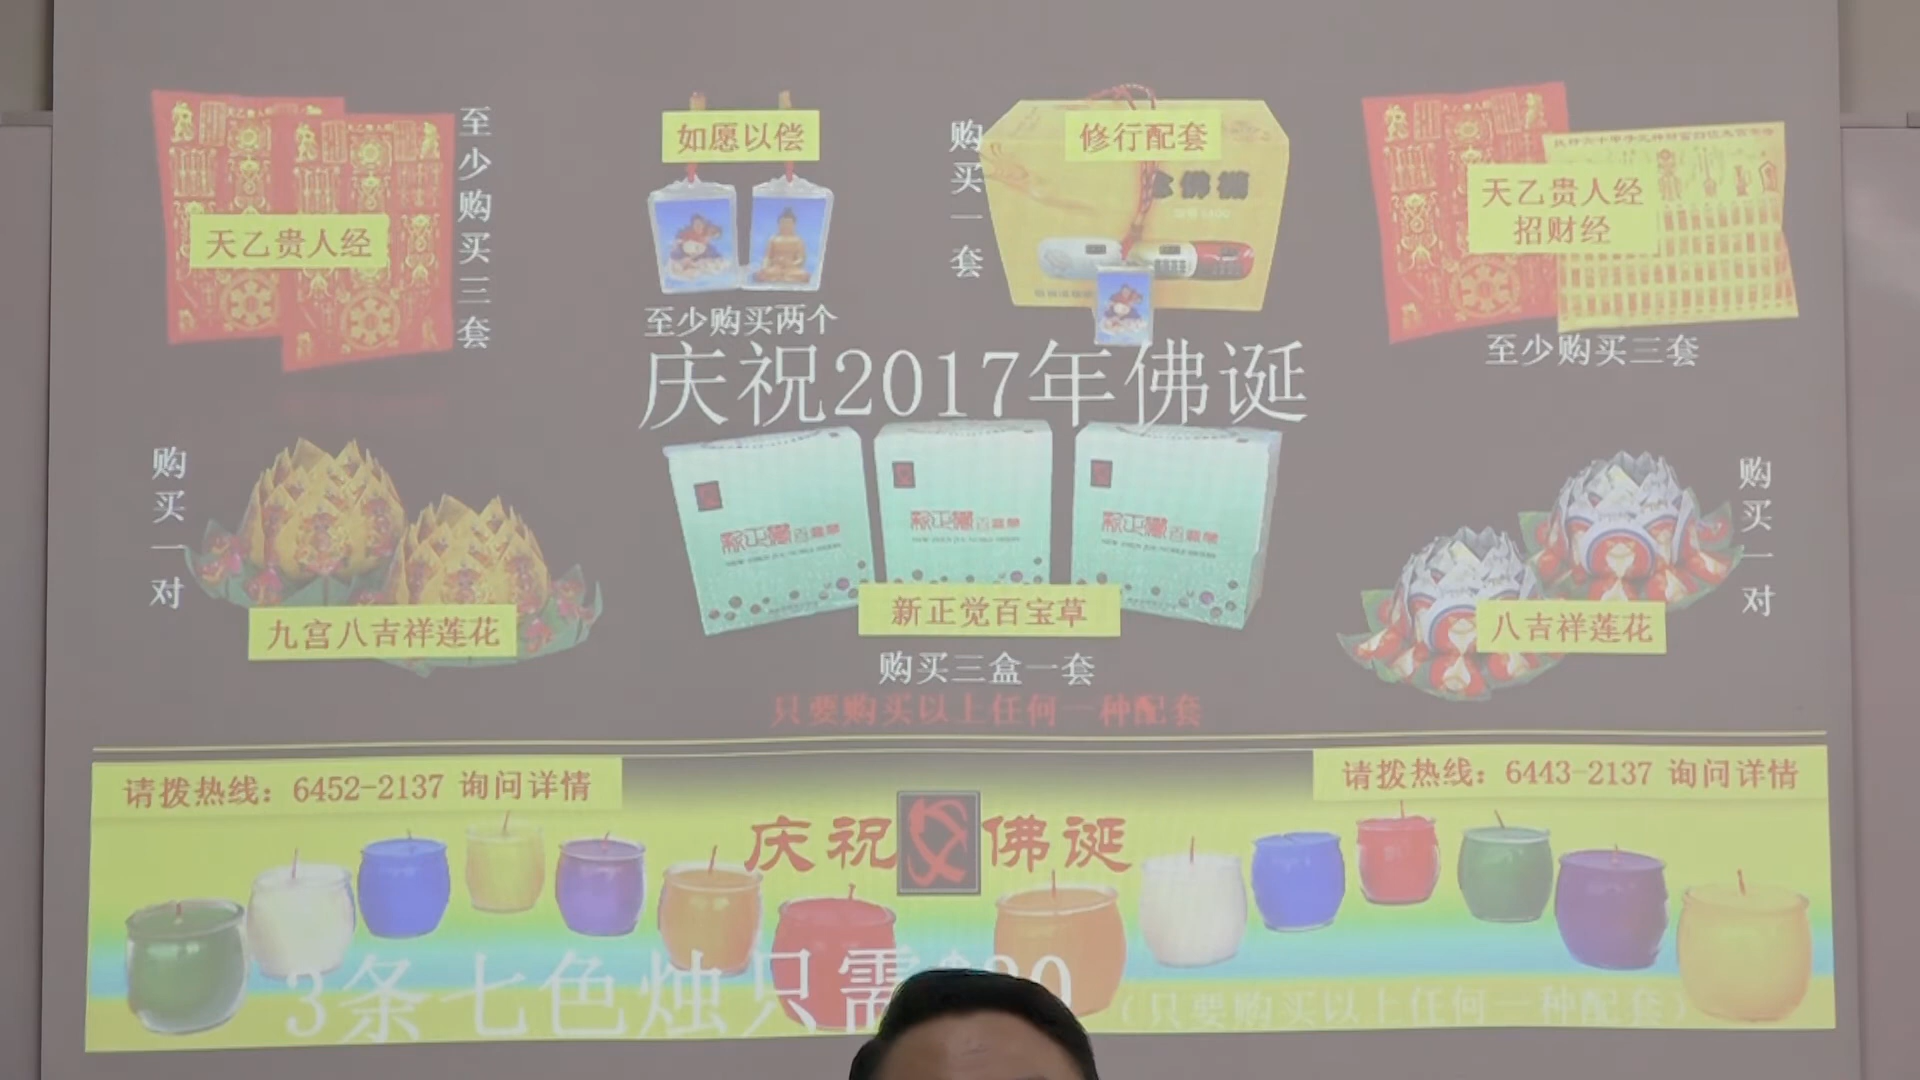 天乙贵人经
至少购买三套
如愿以偿
至少购买两个
购买一套
修行配套
天乙贵人经
招财经
至少购买三套
庆祝2017年佛诞
购买一对
九宫八吉祥莲花
新正觉百宝草
购买三盒一套
八吉祥莲花
购买一对
只要购买以上任何一种配套
请拨热线：6452-2137 询问详情
请拨热线：6443-2137 询问详情
庆祝 佛诞
3条七色烛只需
（只要购买以上任何一种配套）